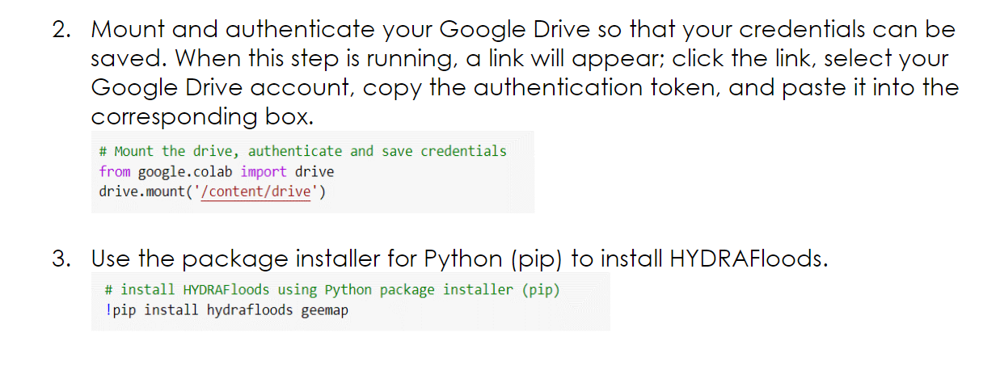 2. Mount and authenticate your Google Drive so that your credentials can be
saved. When this step is running, a link will appear; click the link, select your
Google Drive account, copy the authentication token, and paste it into the
corresponding box.
# Mount the drive, authenticate and save credentials
from google.colab import drive
drive.mount('/content/drive')
3. Use the package installer for Python (pip) to install HYDRAFloods.
# install HYDRAFloods using Python package installer (pip)
!pip install hydrafloods geemap